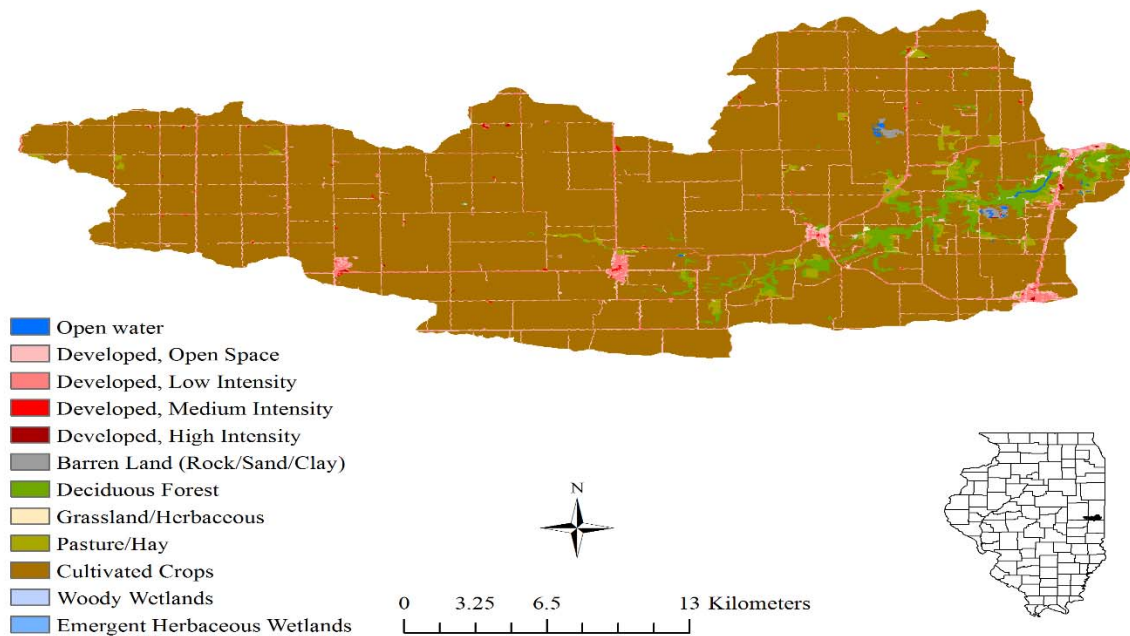 Open water
Developed, Open Space
Developed, Low Intensity
Developed, Medium Intensity
Developed, High Intensity
Barren Land (Rock/Sand/Clay)
Deciduous Forest
Grassland/Herbaceous
Pasture/Hay
Cultivated Crops
Woody Wetlands
Emergent Herbaceous Wetlands
N
0 3.25 6.5 13 Kilometers